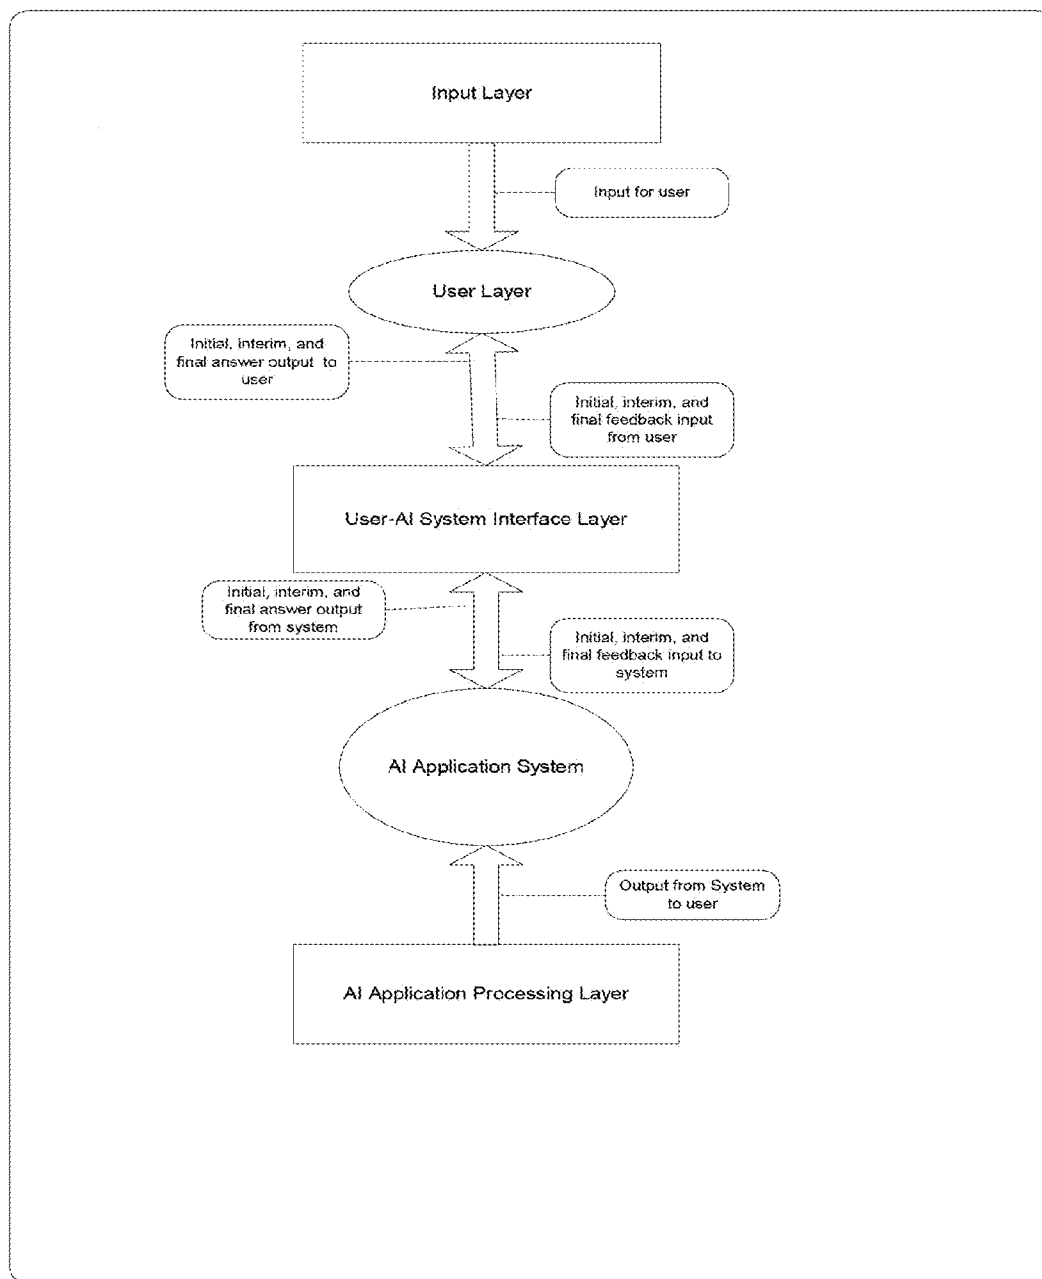 Input Layer
Input for user
User Layer
Initial, interim, and
final answer output to
user
Initial, interim, and
final feedback input
from user
User-AI System Interface Layer
Initial, interim, and
final answer output
from system
Initial, interim, and
final feedback input to
system
AI Application System
Output from System
to user
AI Application Processing Layer